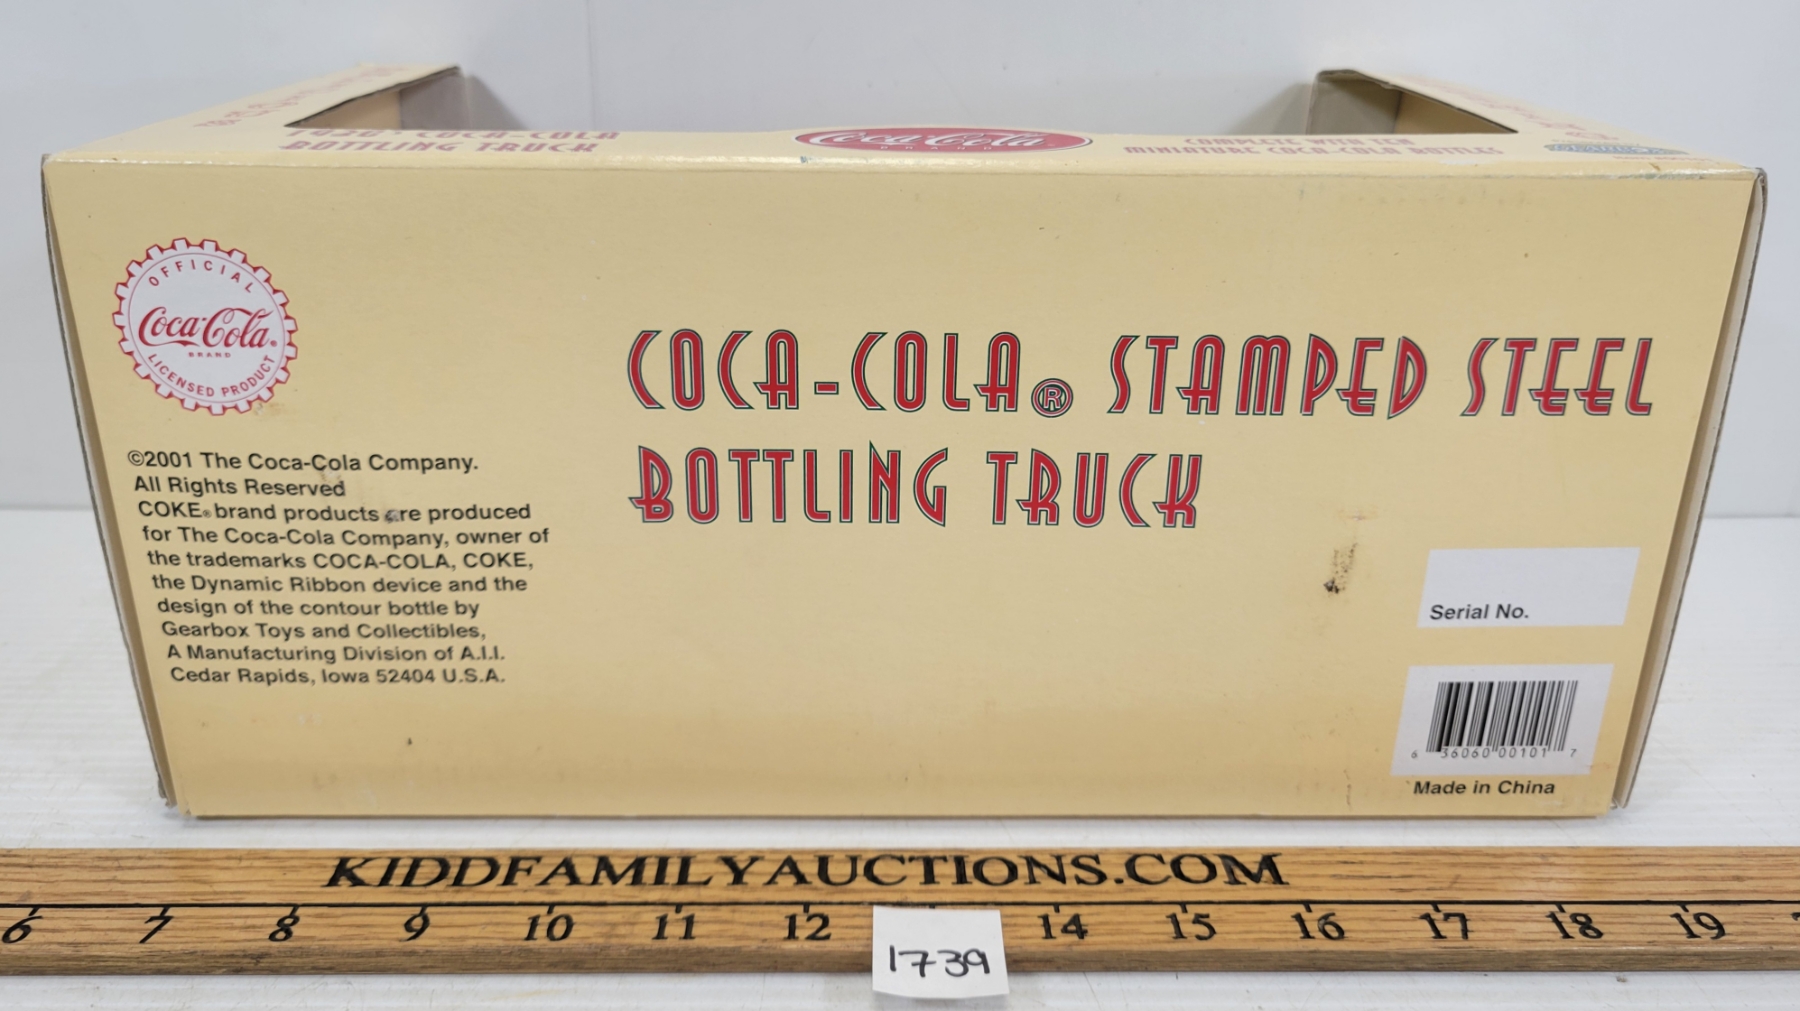 1930s COCA-COLA
BOTTLING TRUCK
Coca-Cola
BRAND
COMPLETE WITH TEN
MINIATURE COCA-COLA BOTTLES
OFFICIAL
Coca-Cola®
BRAND
LICENSED PRODUCT
COCA-COLA® STAMPED STEEL
BOTTLING TRUCK
©2001 The Coca-Cola Company.
All Rights Reserved
COKE® brand products are produced
for The Coca-Cola Company, owner of
the trademarks COCA-COLA, COKE,
the Dynamic Ribbon device and the
design of the contour bottle by
Gearbox Toys and Collectibles,
A Manufacturing Division of A.I.I.
Cedar Rapids, Iowa 52404 U.S.A.
Serial No.
6 36060 00101 7
Made in China
KIDDFAMILYAUCTIONS.COM
6 7 8 9 10 11 12 14 15 16 17 18 19
1739